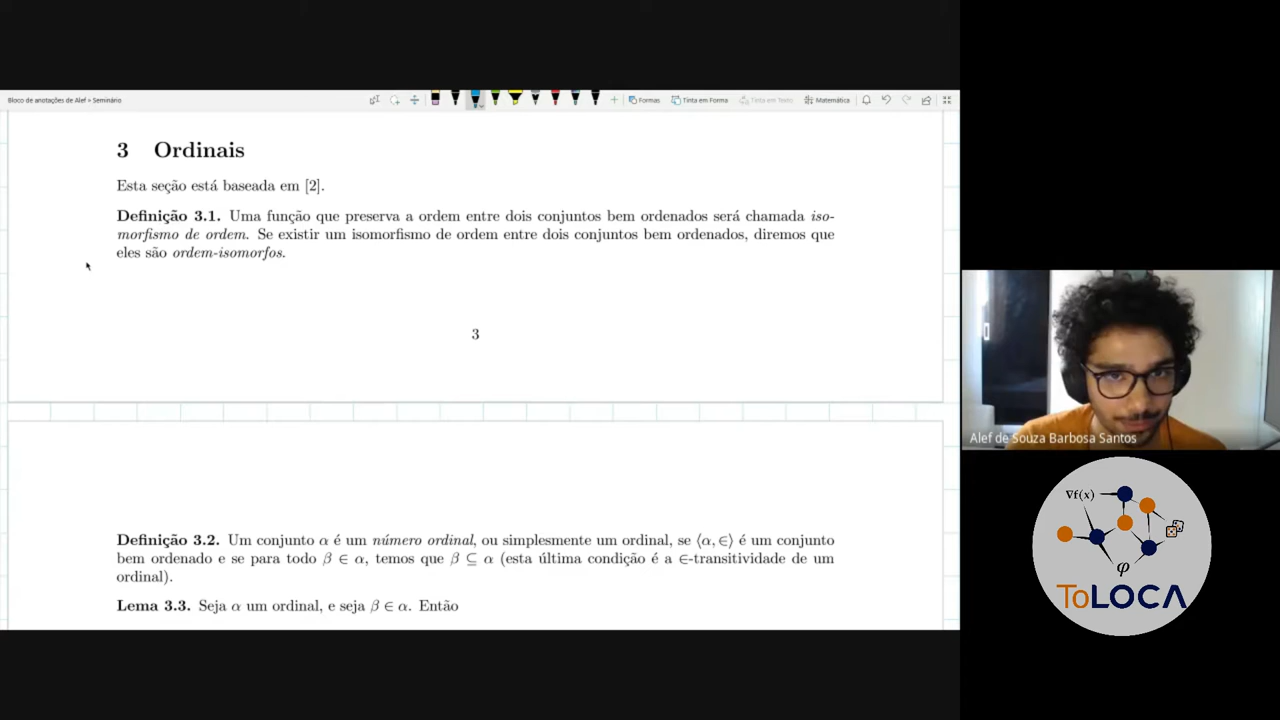 Bloco de anotações de Alef » Seminário
Formas
Tinta em Forma
Tinta em Texto
Matemática
3 Ordinais
Esta seção está baseada em [2].
Definição 3.1. Uma função que preserva a ordem entre dois conjuntos bem ordenados será chamada iso-
morfismo de ordem. Se existir um isomorfismo de ordem entre dois conjuntos bem ordenados, diremos que
eles são ordem-isomorfos.
3
Definição 3.2. Um conjunto α é um número ordinal, ou simplesmente um ordinal, se ⟨α, ∈⟩ é um conjunto
bem ordenado e se para todo β ∈ α, temos que β ⊆ α (esta última condição é a ∈-transitividade de um
ordinal).
Lema 3.3. Seja α um ordinal, e seja β ∈ α. Então
Alef de Souza Barbosa Santos
∇f(x)
φ
ToLOCA